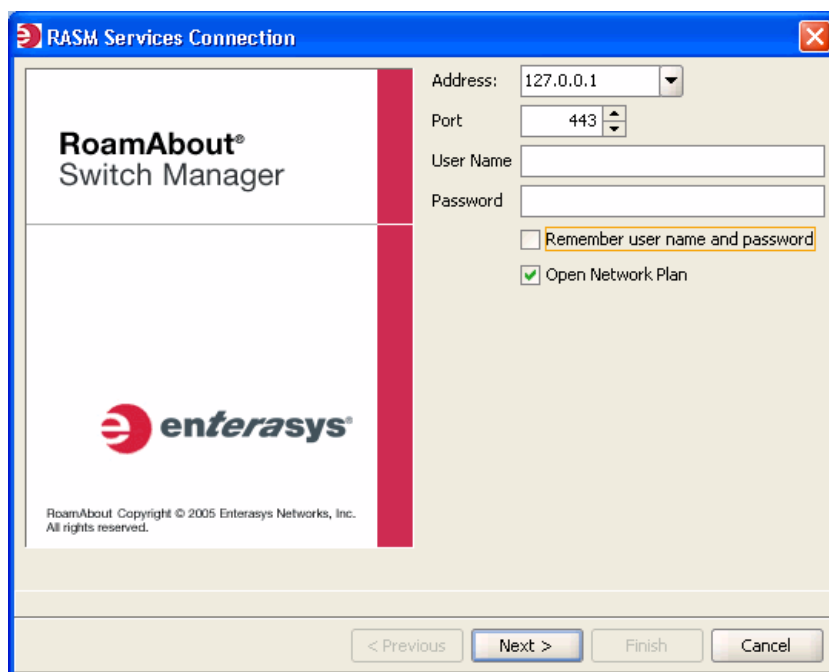 RASM Services Connection
RoamAbout®
Switch Manager
enterasys®
RoamAbout Copyright © 2005 Enterasys Networks, Inc.
All rights reserved.
Address: 127.0.0.1
Port 443
User Name
Password
Remember user name and password
Open Network Plan
< Previous Next > Finish Cancel